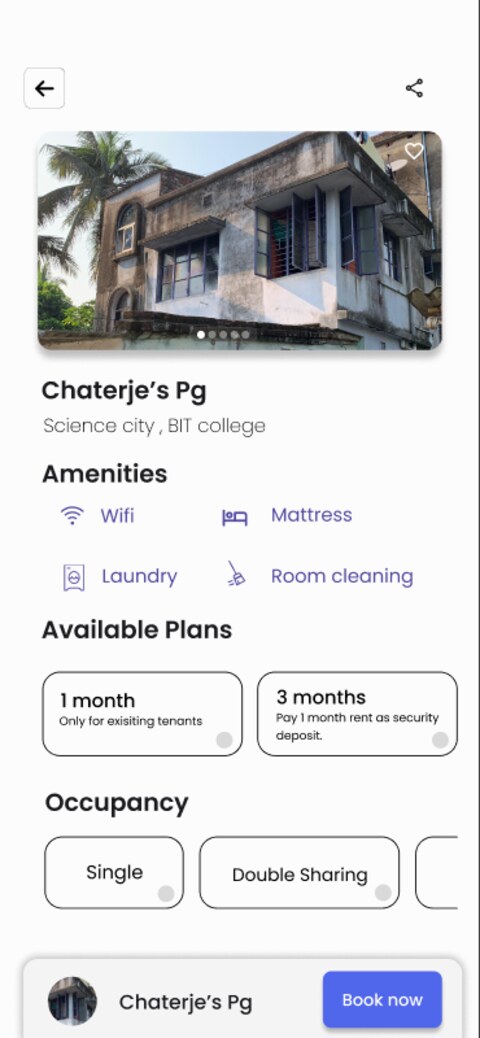 Chaterje’s Pg
Science city , BIT college
Amenities
Wifi
Mattress
Laundry
Room cleaning
Available Plans
1 month
Only for exisiting tenants
3 months
Pay 1 month rent as security
deposit.
Occupancy
Single
Double Sharing
Chaterje’s Pg
Book now